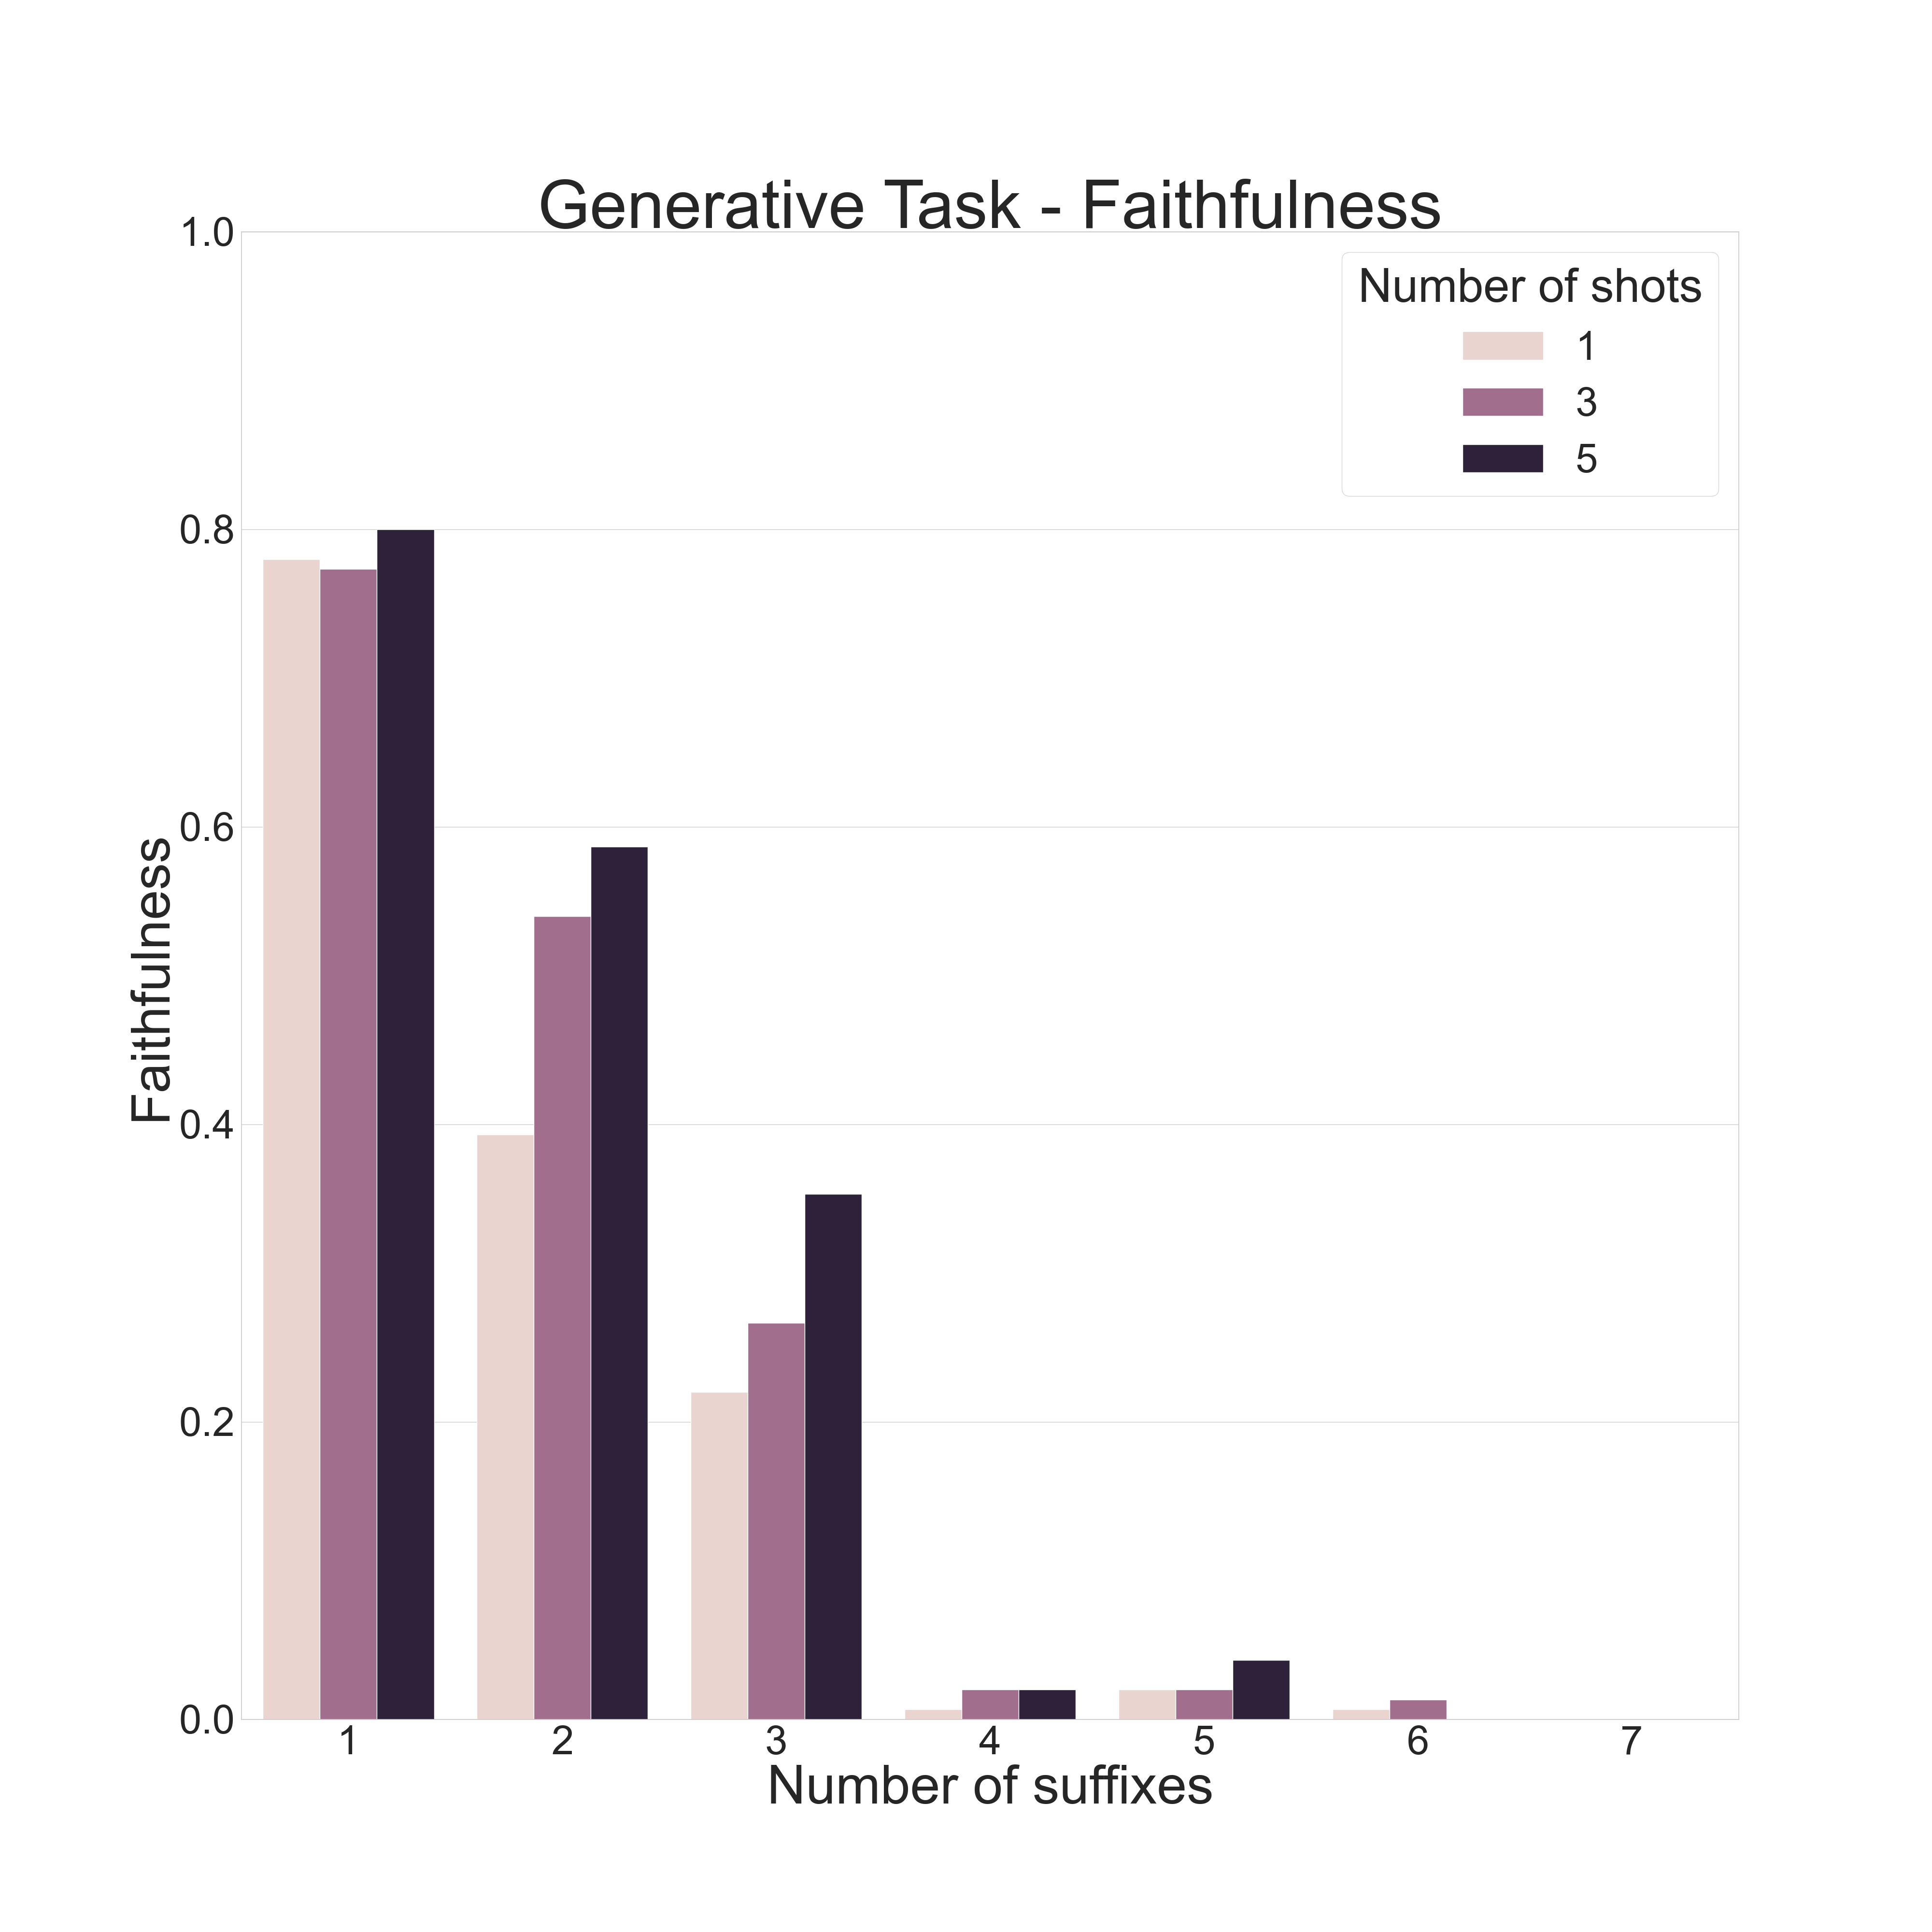 Generative Task - Faithfulness
Number of shots
1
3
5
1.0
0.8
0.6
0.4
0.2
0.0
Faithfulness
1 2 3 4 5 6 7
Number of suffixes